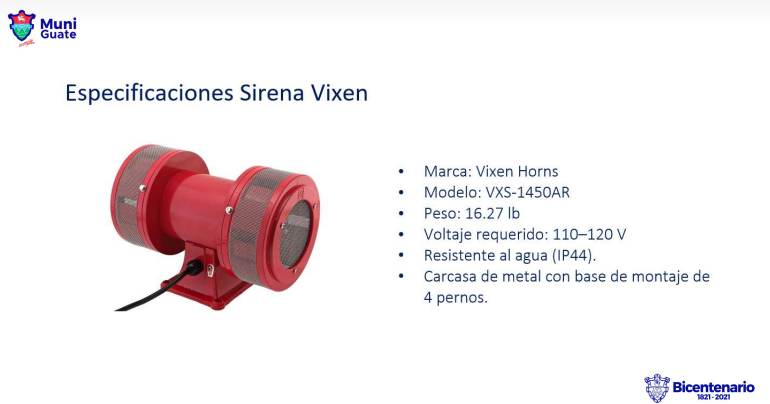 Muni
Guate
Especificaciones Sirena Vixen
• Marca: Vixen Horns
• Modelo: VXS-1450AR
• Peso: 16.27 lb
• Voltaje requerido: 110–120 V
• Resistente al agua (IP44).
• Carcasa de metal con base de montaje de
4 pernos.
Bicentenario
1821 - 2021